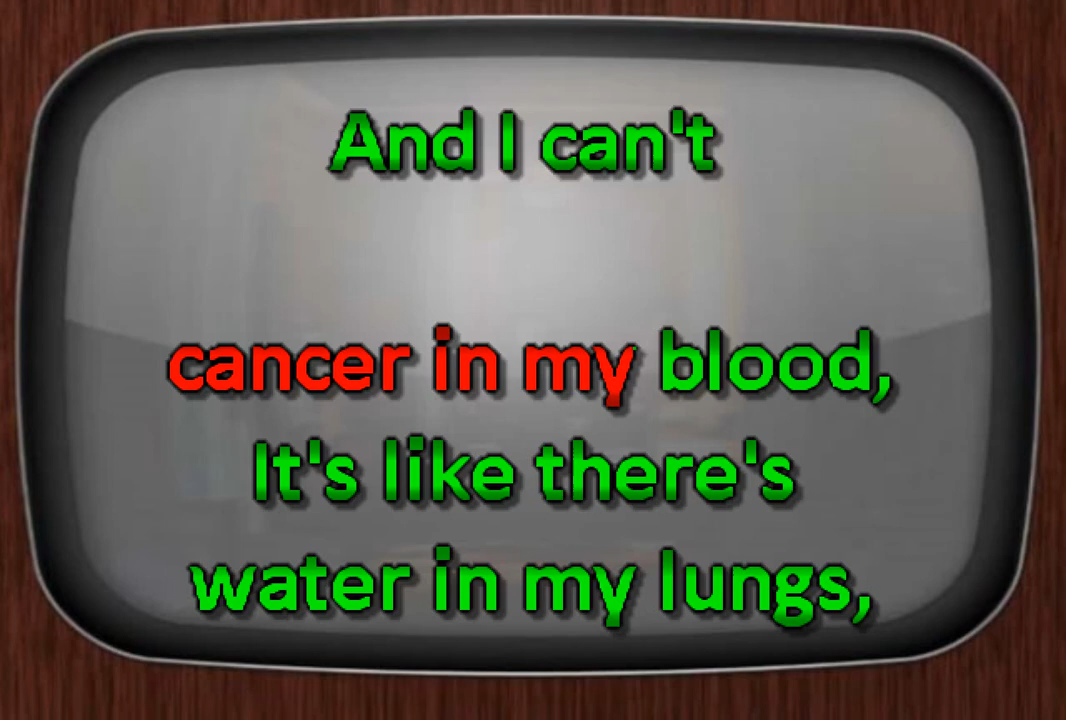 And I can't
cancer in my blood,
It's like there's
water in my lungs,